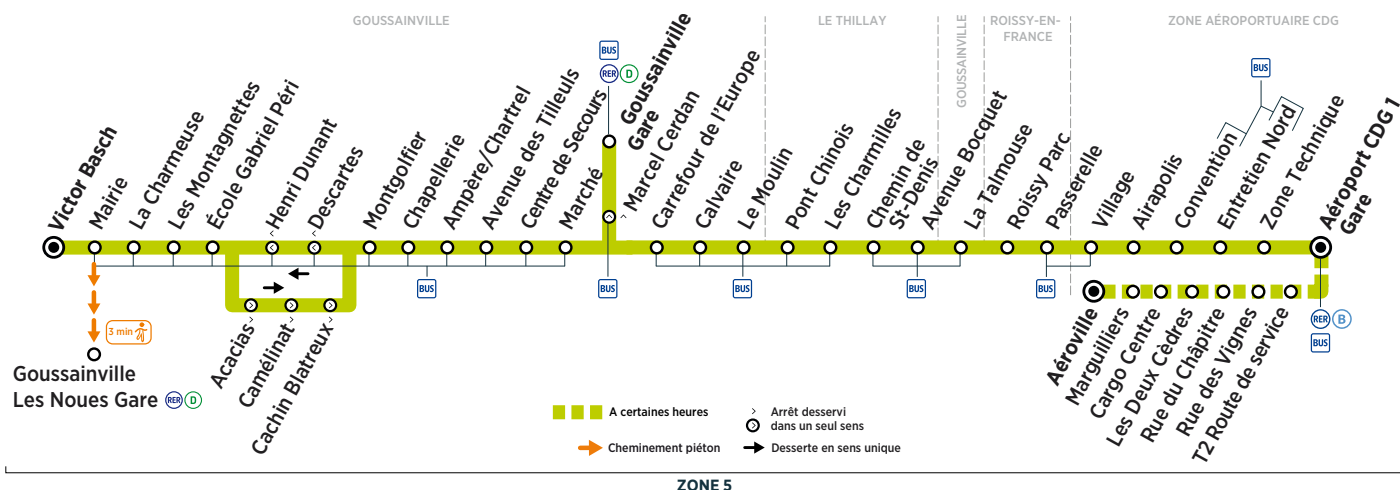 GOUSSAINVILLE
LE THILLAY
GOUSSAINVILLE
ROISSY-EN-
FRANCE
ZONE AÉROPORTUAIRE CDG
Victor Basch
Mairie
La Charmeuse
Les Montagnettes
École Gabriel Péri
Henri Dunant
Descartes
Montgolfier
Chapellerie
Ampère/Chartrel
Avenue des Tilleuls
Centre de Secours
Marché
BUS
RER D
Goussainville
Gare
Marcel Cerdan
Carrefour de l'Europe
Calvaire
Le Moulin
Pont Chinois
Les Charmilles
Chemin de
St-Denis
Avenue Bocquet
La Talmouse
Roissy Parc
Passerelle
Village
Airapolis
Convention
BUS
Entretien Nord
Zone Technique
Aéroport CDG 1
Gare
BUS
BUS
BUS
BUS
BUS
RER B
BUS
3 min
Goussainville
Les Noues Gare RER D
Acacias
Camélinat
Cachin Blatreux
Aéroville
Marguilliers
Cargo Centre
Les Deux Cèdres
Rue du Châpitre
Rue des Vignes
T2 Route de service
A certaines heures
Arrêt desservi
dans un seul sens
Cheminement piéton
Desserte en sens unique
ZONE 5